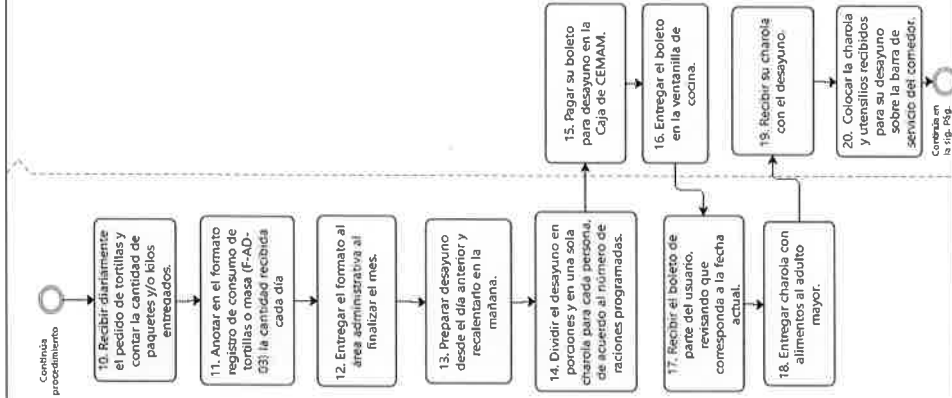 Continúa
procedimiento
10. Recibir diariamente
el pedido de tortillas y
contar la cantidad de
paquetes y/o kilos
entregados.
11. Anotar en el formato
registro de consumo de
tortillas o masa (F-AD-
03) la cantidad recibida
cada día
12. Entregar el formato al
área administrativa al
finalizar el mes.
13. Preparar desayuno
desde el día anterior y
recalentarlo en la
mañana.
14. Dividir el desayuno en
porciones y en una sola
charola para cada persona,
de acuerdo al número de
raciones programadas.
15. Pagar su boleto
para desayuno en la
Caja de CEMAM.
16. Entregar el boleto
en la ventanilla de
cocina.
17. Recibir el boleto de
parte del usuario,
revisando que
corresponda a la fecha
actual.
18. Entregar charola con
alimentos al adulto
mayor.
19. Recibir su charola
con el desayuno.
20. Colocar la charola
y utensilios recibidos
para su desayuno
sobre la barra de
servicio del comedor.
Continúa en
la sig. Pág.